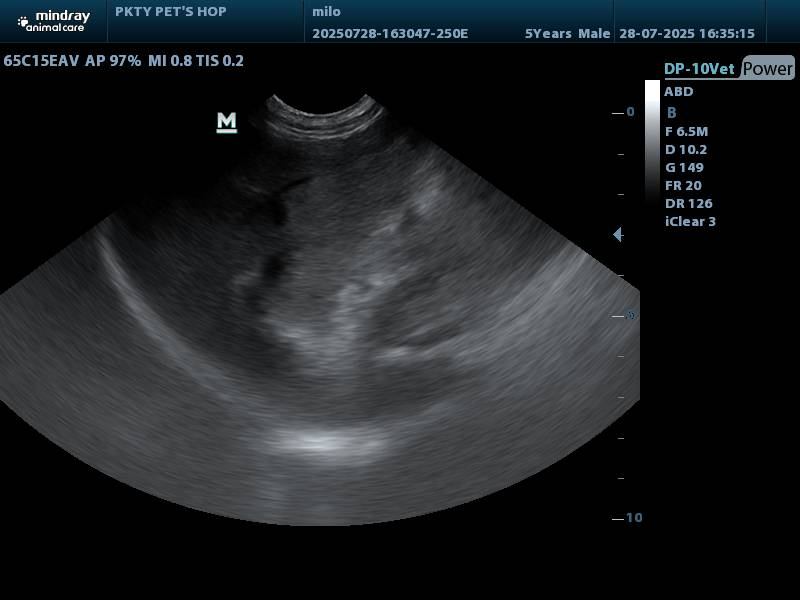 mindray
animal care
PKTY PET'S HOP
milo
20250728-163047-250E
5Years Male
28-07-2025 16:35:15
65C15EAV AP 97% MI 0.8 TIS 0.2
DP-10Vet
Power
ABD
B
F 6.5M
D 10.2
G 149
FR 20
DR 126
iClear 3
M
0
5
10